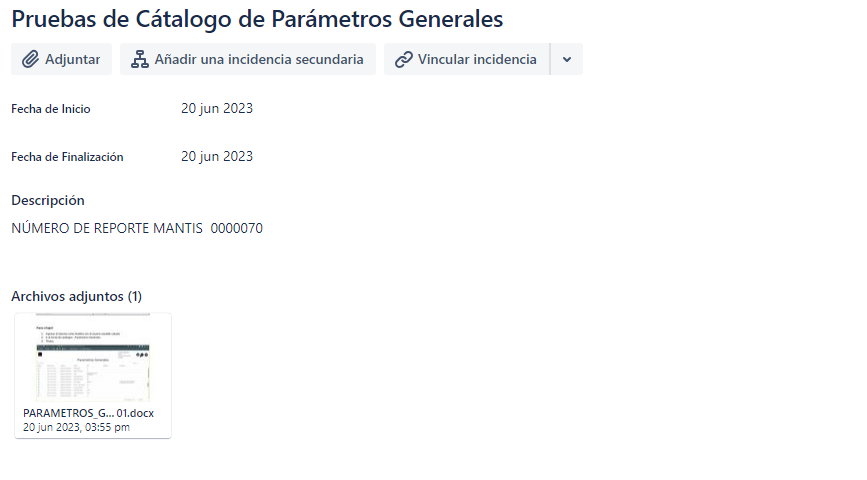 Pruebas de Cátalogo de Parámetros Generales
Adjuntar
Añadir una incidencia secundaria
Vincular incidencia
Fecha de Inicio 20 jun 2023
Fecha de Finalización 20 jun 2023
Descripción
NÚMERO DE REPORTE MANTIS 0000070
Archivos adjuntos (1)
Parámetros Generales
PARAMETROS_G... 01.docx
20 jun 2023, 03:55 pm